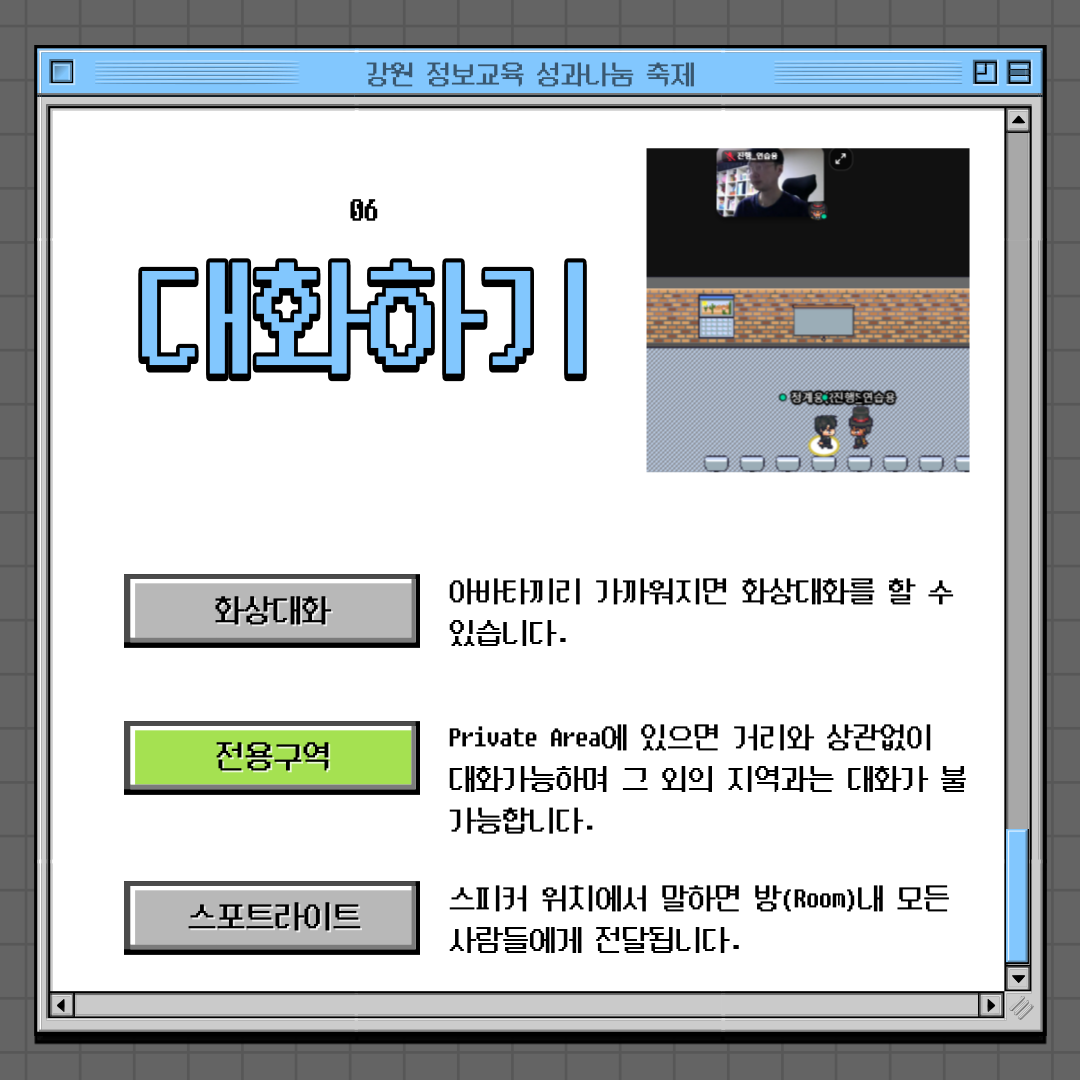 강원 정보교육 성과나눔 축제
06
대화하기
진행_연습용
화상대화
아바타끼리 가까워지면 화상대화를 할 수
있습니다.
전용구역
Private Area에 있으면 거리와 상관없이
대화가능하며 그 외의 지역과는 대화가 불
가능합니다.
스포트라이트
스피커 위치에서 말하면 방(Room)내 모든
사람들에게 전달됩니다.